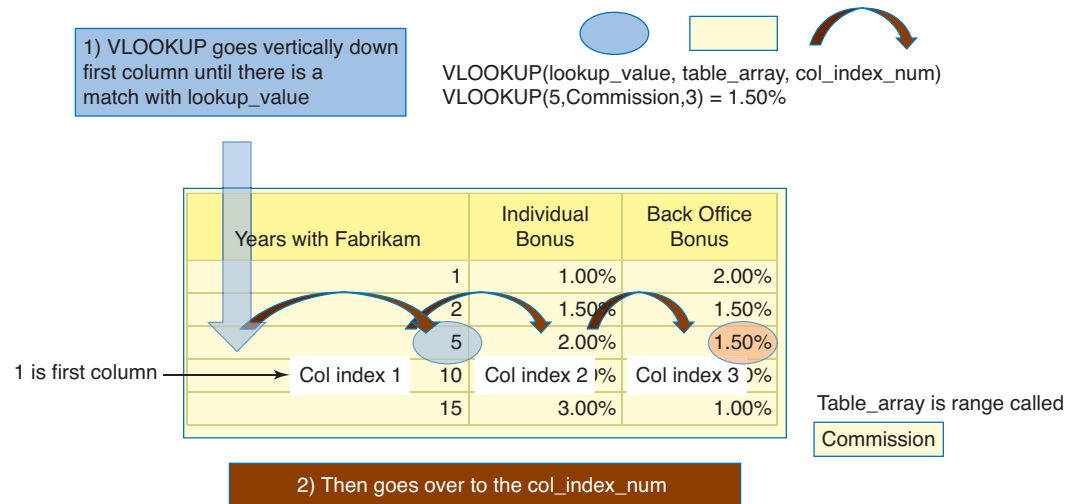 1) VLOOKUP goes vertically down
first column until there is a
match with lookup_value
VLOOKUP(lookup_value, table_array, col_index_num)
VLOOKUP(5,Commission,3) = 1.50%
Years with Fabrikam
Individual
Bonus
Back Office
Bonus
1 1.00% 2.00%
2 1.50% 1.50%
5 2.00% 1.50%
1 is first column
Col index 1 10 Col index 2 % Col index 3 0%
15 3.00% 1.00%
Table_array is range called
Commission
2) Then goes over to the col_index_num